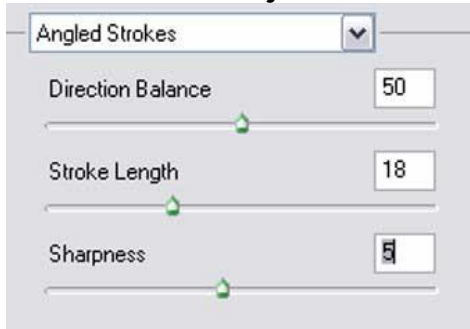 Angled Strokes
Direction Balance 50
Stroke Length 18
Sharpness 5